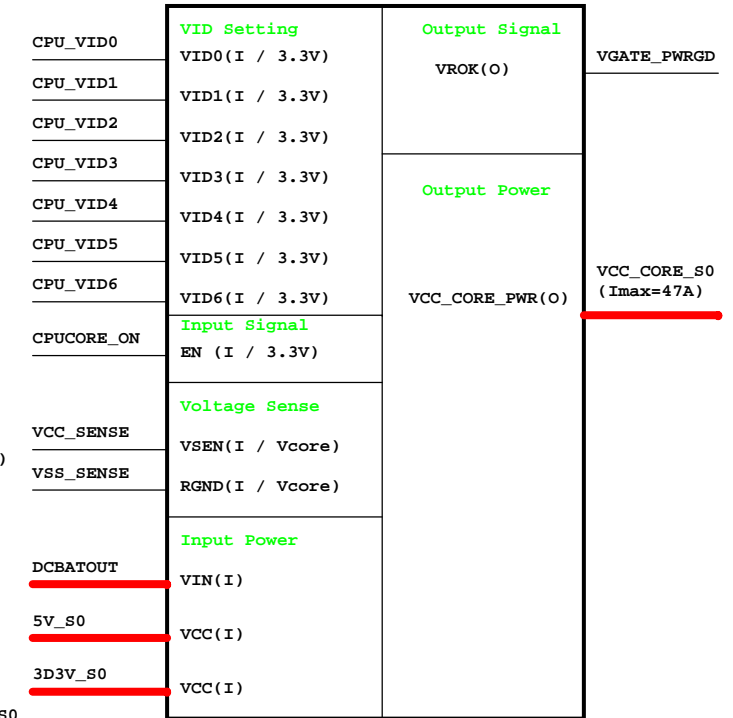 CPU_VID0
CPU_VID1
CPU_VID2
CPU_VID3
CPU_VID4
CPU_VID5
CPU_VID6
CPUCORE_ON
VCC_SENSE
)
VSS_SENSE
DCBATOUT
5V_S0
3D3V_S0
S0
VID Setting
VID0(I / 3.3V)
VID1(I / 3.3V)
VID2(I / 3.3V)
VID3(I / 3.3V)
VID4(I / 3.3V)
VID5(I / 3.3V)
VID6(I / 3.3V)
Input Signal
EN (I / 3.3V)
Voltage Sense
VSEN(I / Vcore)
RGND(I / Vcore)
Input Power
VIN(I)
VCC(I)
VCC(I)
Output Signal
VROK(O)
Output Power
VCC_CORE_PWR(O)
VGATE_PWRGD
VCC_CORE_S0
(Imax=47A)